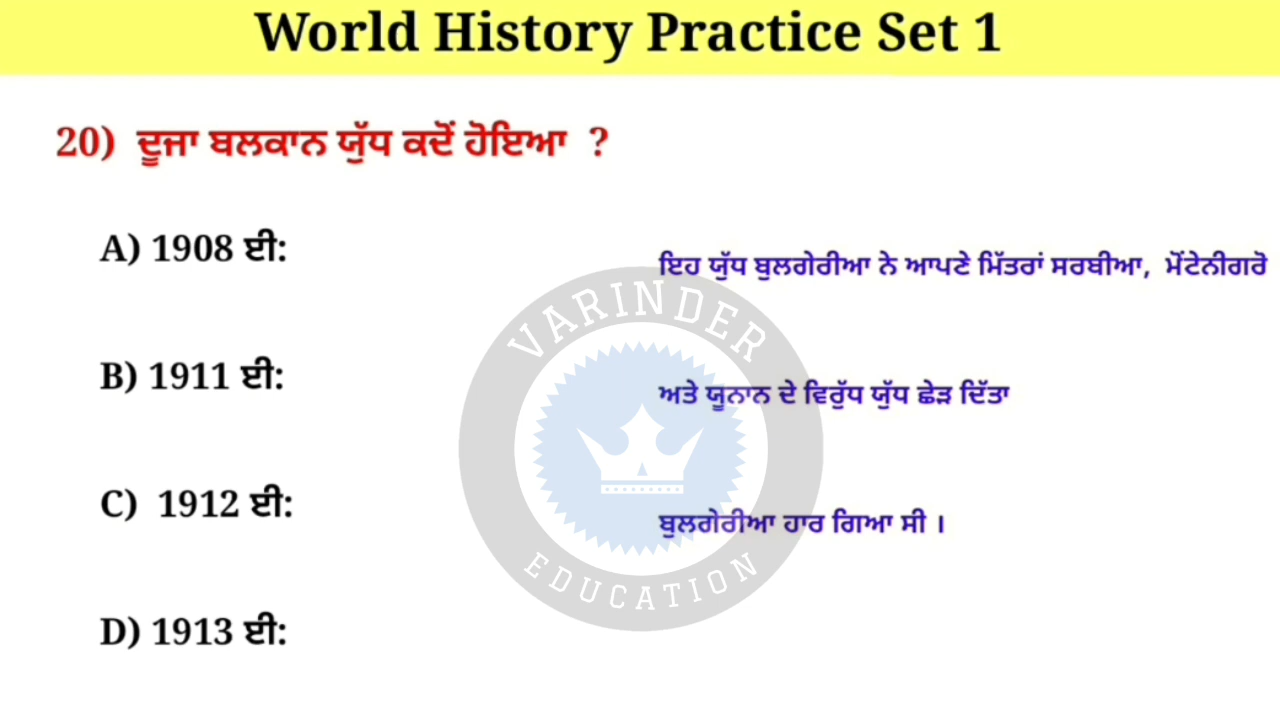 World History Practice Set 1
20) ਦੂਜਾ ਬਲਕਾਨ ਯੁੱਧ ਕਦੋਂ ਹੋਇਆ ?
A) 1908 ਈ:
B) 1911 ਈ:
C) 1912 ਈ:
D) 1913 ਈ:
ਇਹ ਯੁੱਧ ਬੁਲਗੇਰੀਆ ਨੇ ਆਪਣੇ ਮਿੱਤਰਾਂ ਸਰਬੀਆ, ਮੋਂਟੇਨੀਗਰੋ
ਅਤੇ ਯੂਨਾਨ ਦੇ ਵਿਰੁੱਧ ਯੁੱਧ ਛੇੜ ਦਿੱਤਾ
ਬੁਲਗੇਰੀਆ ਹਾਰ ਗਿਆ ਸੀ ।
VARINDER
EDUCATION